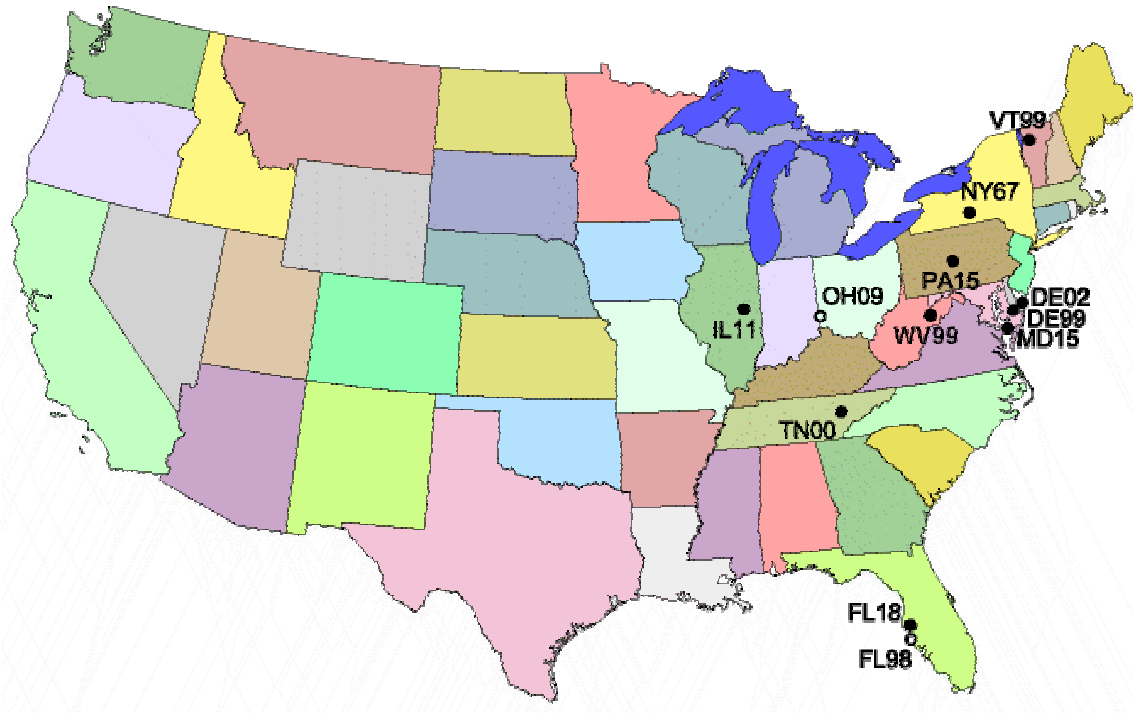 VT99
NY67
PA15
DE02
OH09
DE99
IL11
WV99
MD15
TN00
FL18
FL98